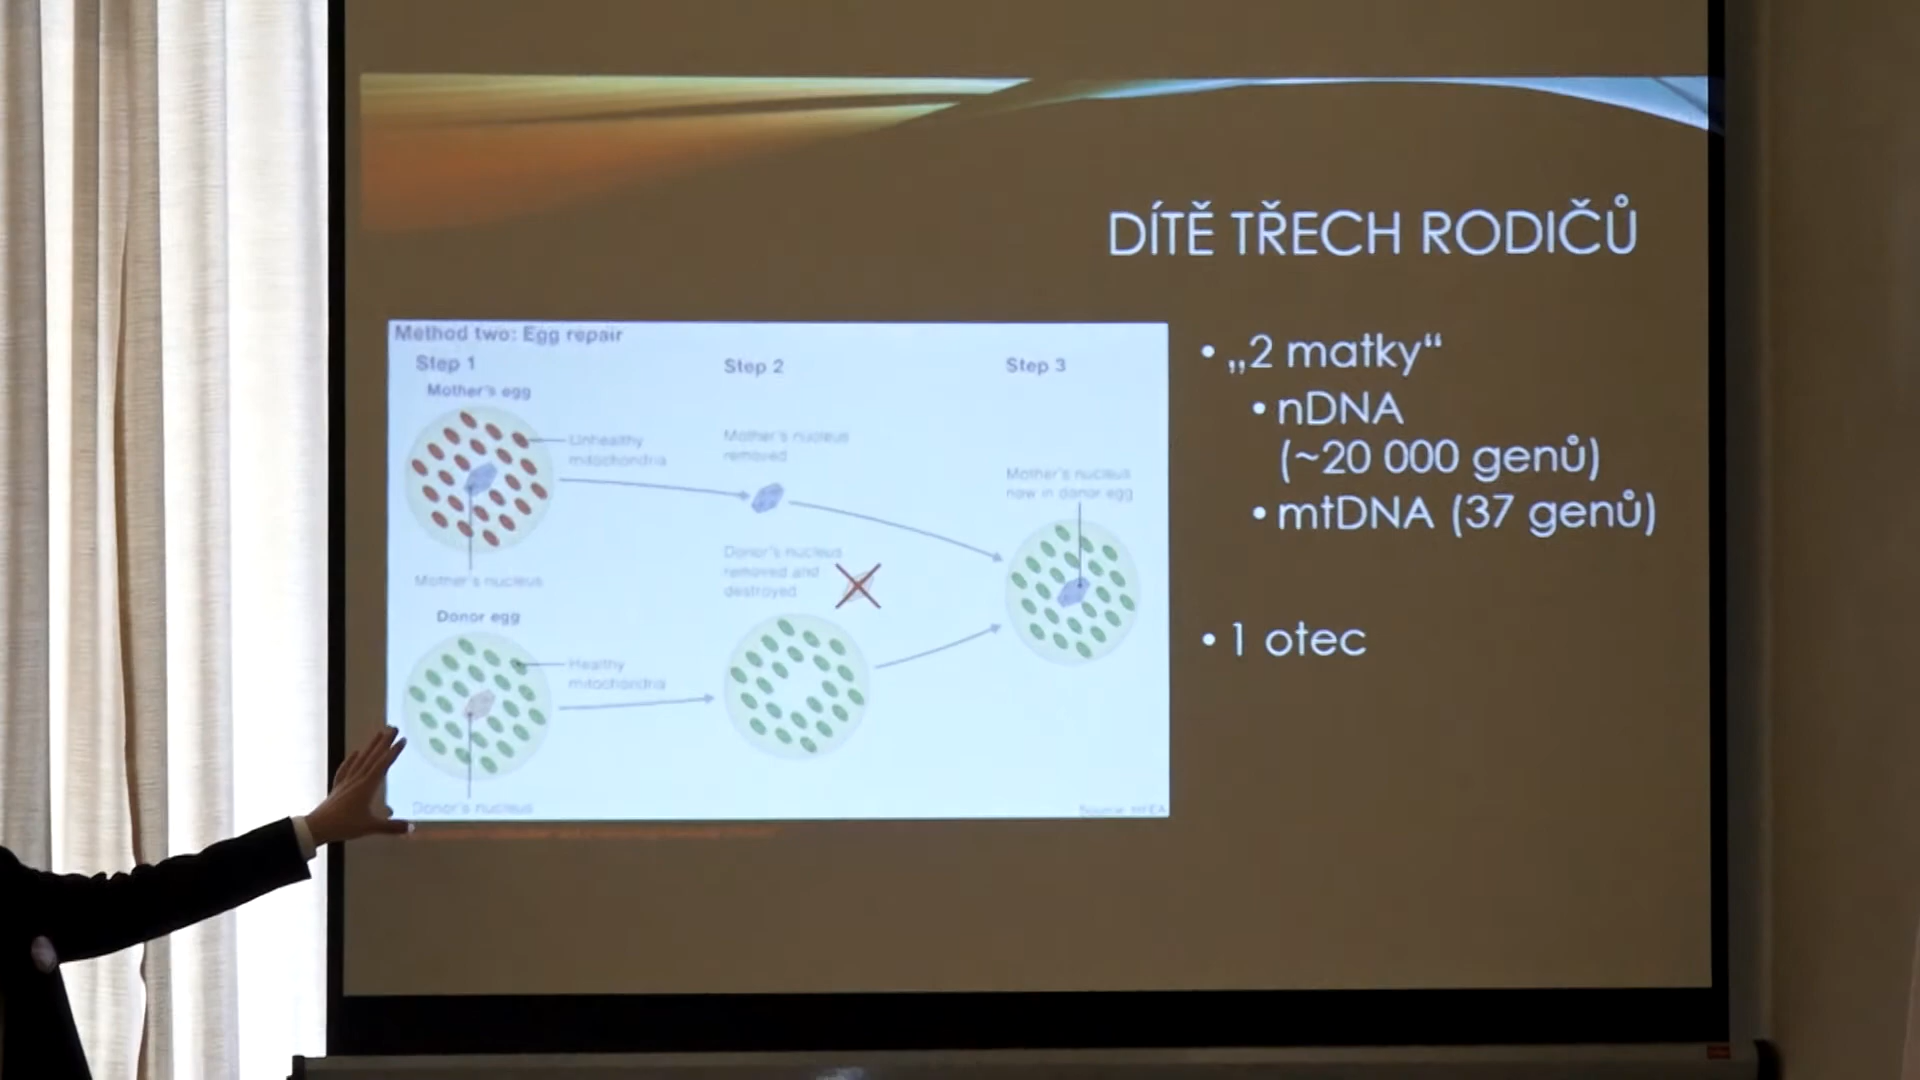 DÍTĚ TŘECH RODIČŮ
Method two: Egg repair
Step 1
Step 2
Step 3
Mother's egg
Unhealthy
mitochondria
Mother's nucleus
removed
Mother's nucleus
now in donor egg
Mother's nucleus
Donor's nucleus
removed and
destroyed
Donor egg
Healthy
mitochondria
Donor's nucleus
Source: HFEA
• „2 matky“
• nDNA
(~20 000 genů)
• mtDNA (37 genů)
• 1 otec